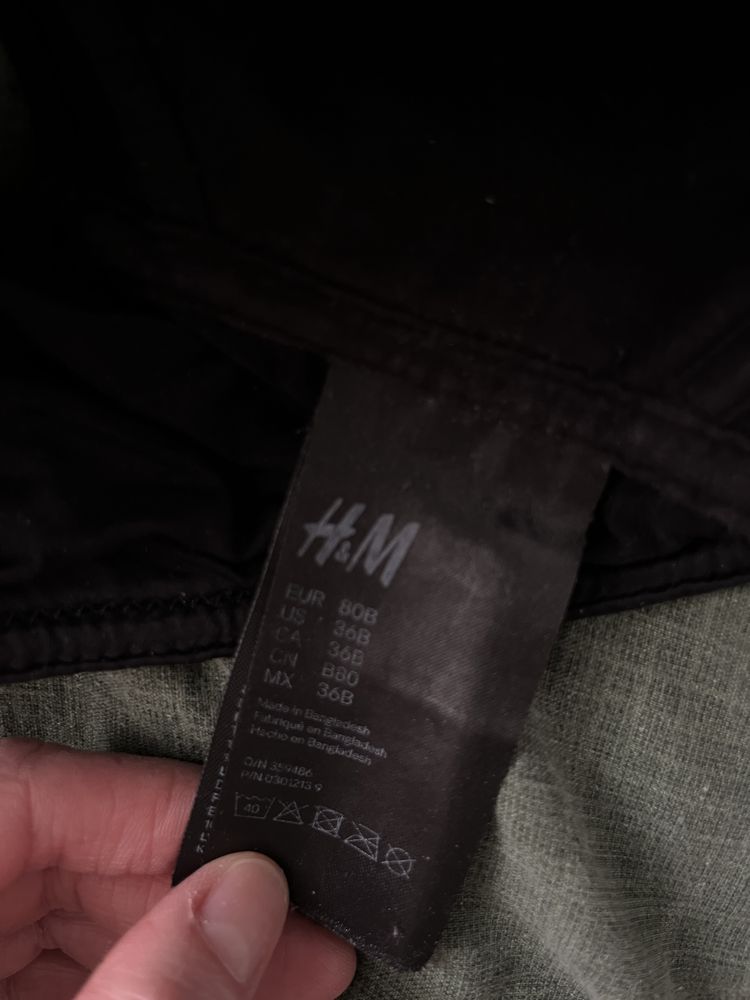 H&M
EUR 80B
US 36B
CA 36B
CN B80
MX 36B
Made in Bangladesh
Fabriqué en Bangladesh
Hecho en Bangladesh
O/N 359486
P/N 0301213 9
40